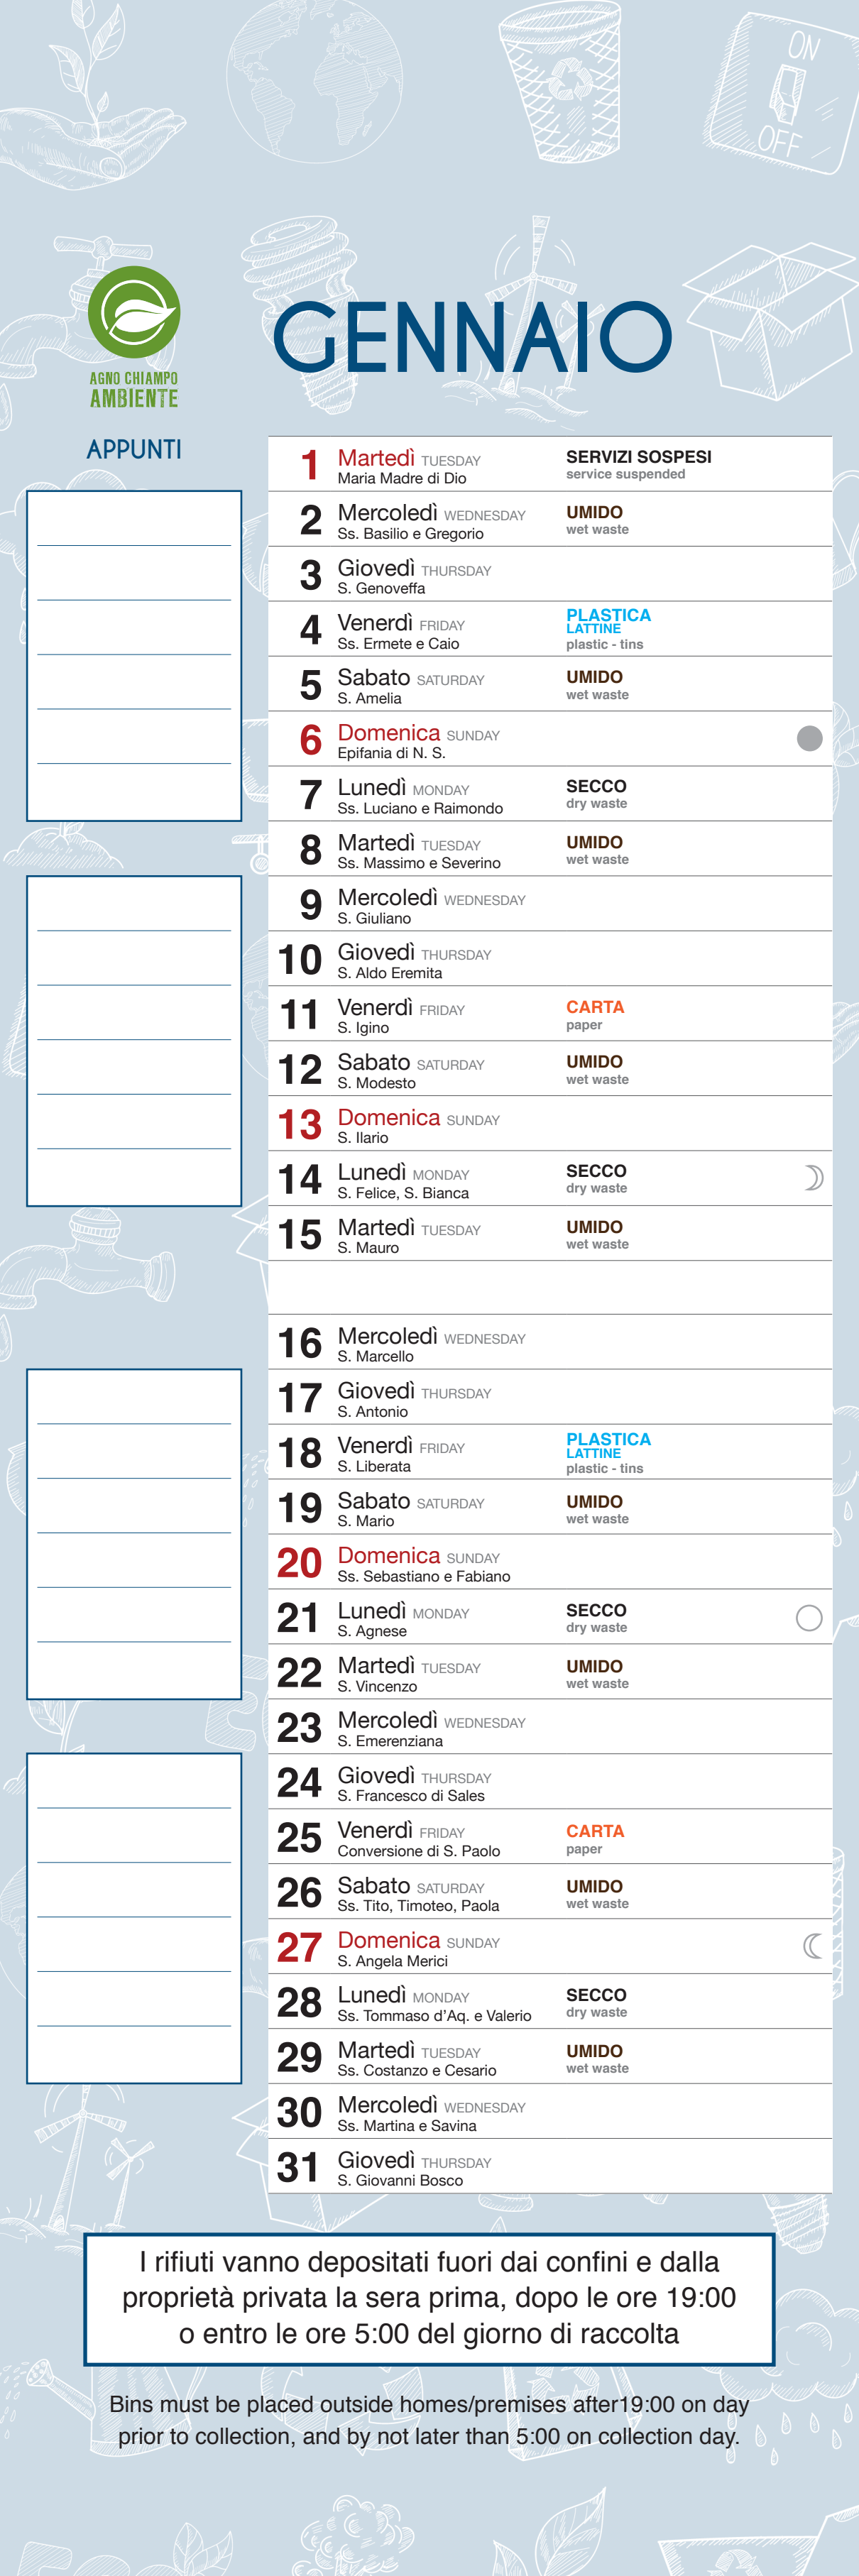 ON
OFF
GENNAIO
AGNO CHIAMPO
AMBIENTE
APPUNTI
1 Martedì TUESDAY SERVIZI SOSPESI
Maria Madre di Dio service suspended
2 Mercoledì WEDNESDAY UMIDO
Ss. Basilio e Gregorio wet waste
3 Giovedì THURSDAY
S. Genoveffa
4 Venerdì FRIDAY PLASTICA
LATTINE
Ss. Ermete e Caio plastic - tins
5 Sabato SATURDAY UMIDO
S. Amelia wet waste
6 Domenica SUNDAY
Epifania di N. S.
7 Lunedì MONDAY SECCO
Ss. Luciano e Raimondo dry waste
8 Martedì TUESDAY UMIDO
Ss. Massimo e Severino wet waste
9 Mercoledì WEDNESDAY
S. Giuliano
10 Giovedì THURSDAY
S. Aldo Eremita
11 Venerdì FRIDAY CARTA
S. Igino paper
12 Sabato SATURDAY UMIDO
S. Modesto wet waste
13 Domenica SUNDAY
S. Ilario
14 Lunedì MONDAY SECCO
S. Felice, S. Bianca dry waste
15 Martedì TUESDAY UMIDO
S. Mauro wet waste
16 Mercoledì WEDNESDAY
S. Marcello
17 Giovedì THURSDAY
S. Antonio
18 Venerdì FRIDAY PLASTICA
LATTINE
S. Liberata plastic - tins
19 Sabato SATURDAY UMIDO
S. Mario wet waste
20 Domenica SUNDAY
Ss. Sebastiano e Fabiano
21 Lunedì MONDAY SECCO
S. Agnese dry waste
22 Martedì TUESDAY UMIDO
S. Vincenzo wet waste
23 Mercoledì WEDNESDAY
S. Emerenziana
24 Giovedì THURSDAY
S. Francesco di Sales
25 Venerdì FRIDAY CARTA
Conversione di S. Paolo paper
26 Sabato SATURDAY UMIDO
Ss. Tito, Timoteo, Paola wet waste
27 Domenica SUNDAY
S. Angela Merici
28 Lunedì MONDAY SECCO
Ss. Tommaso d'Aq. e Valerio dry waste
29 Martedì TUESDAY UMIDO
Ss. Costanzo e Cesario wet waste
30 Mercoledì WEDNESDAY
Ss. Martina e Savina
31 Giovedì THURSDAY
S. Giovanni Bosco
I rifiuti vanno depositati fuori dai confini e dalla
proprietà privata la sera prima, dopo le ore 19:00
o entro le ore 5:00 del giorno di raccolta
Bins must be placed outside homes/premises after19:00 on day
prior to collection, and by not later than 5:00 on collection day.